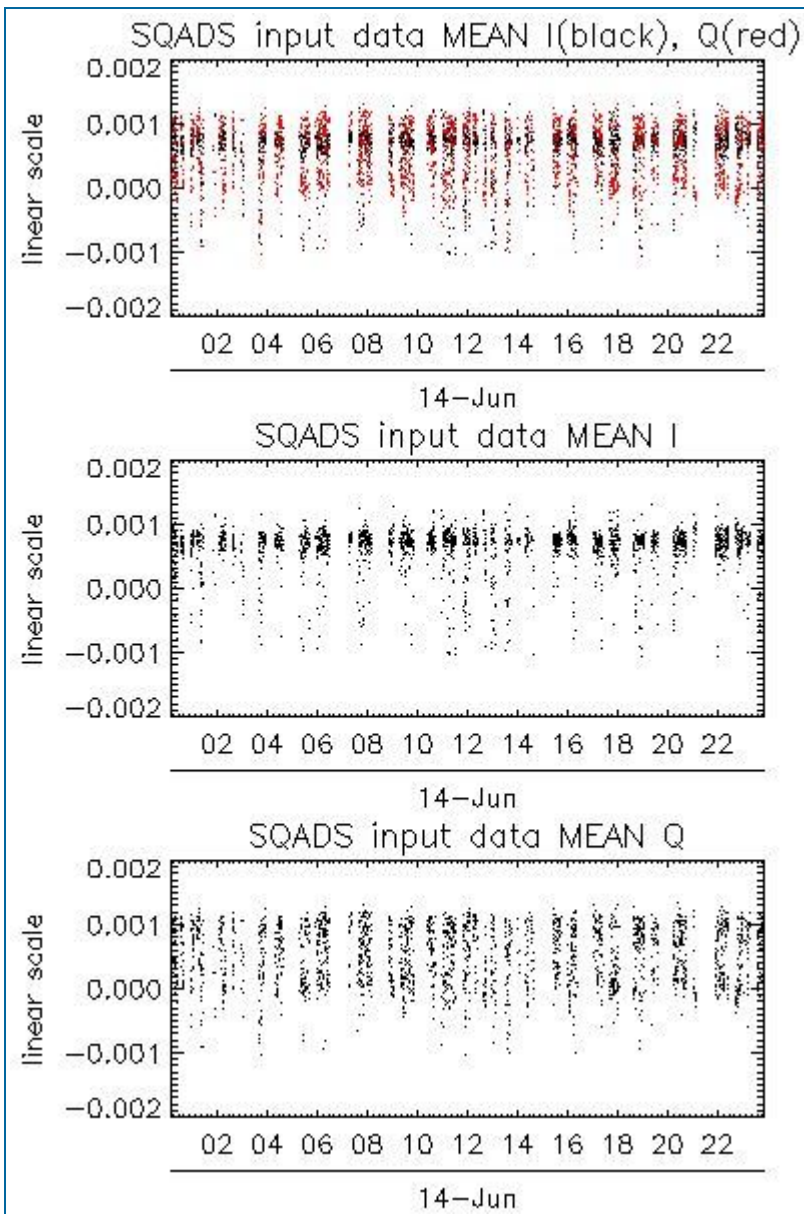 SQADS input data MEAN I(black), Q(red)
linear scale
0.002
0.001
0.000
−0.001
−0.002
02 04 06 08 10 12 14 16 18 20 22
14−Jun
SQADS input data MEAN I
linear scale
0.002
0.001
0.000
−0.001
−0.002
02 04 06 08 10 12 14 16 18 20 22
14−Jun
SQADS input data MEAN Q
linear scale
0.002
0.001
0.000
−0.001
−0.002
02 04 06 08 10 12 14 16 18 20 22
14−Jun